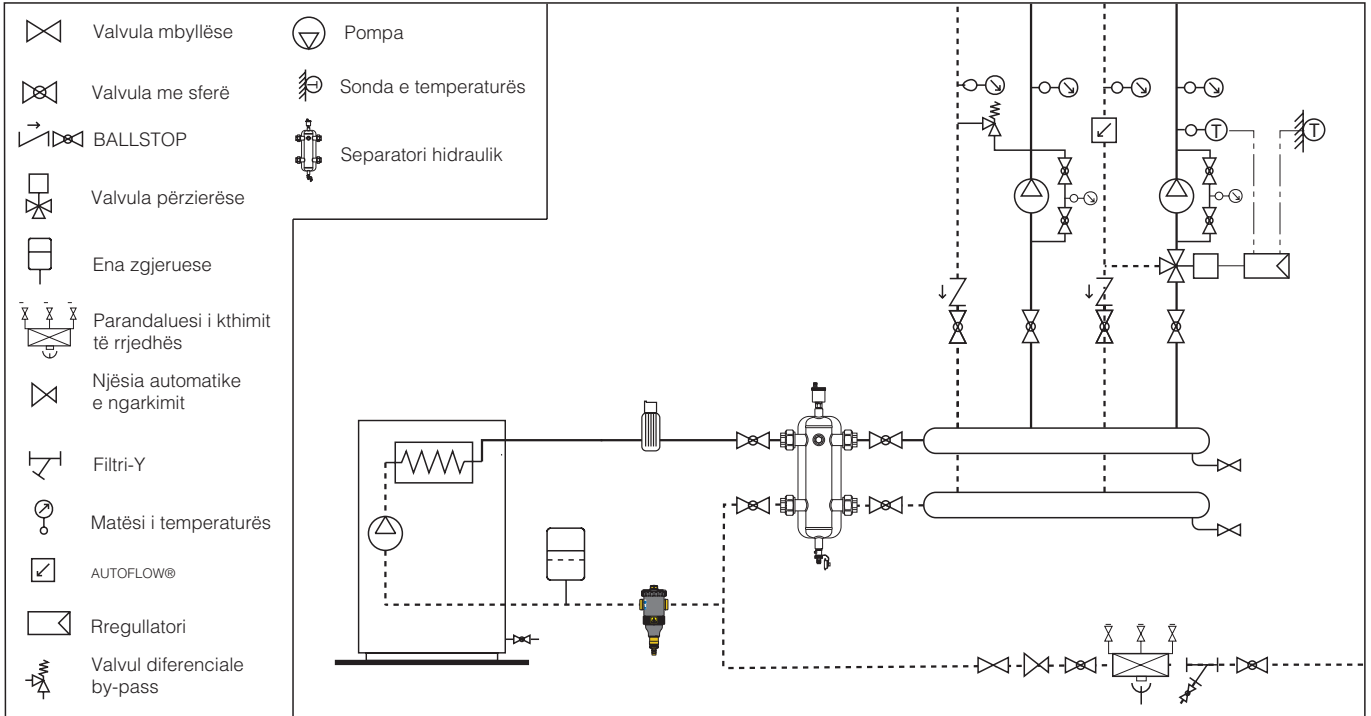 Valvula mbyllëse
Valvula me sferë
BALLSTOP
Valvula përzierëse
Ena zgjeruese
Parandaluesi i kthimit
të rrjedhës
Njësia automatike
e ngarkimit
Filtri-Y
Matësi i temperaturës
AUTOFLOW®
Rregullatori
Valvul diferenciale
by-pass
Pompa
Sonda e temperaturës
Separatori hidraulik
T
T